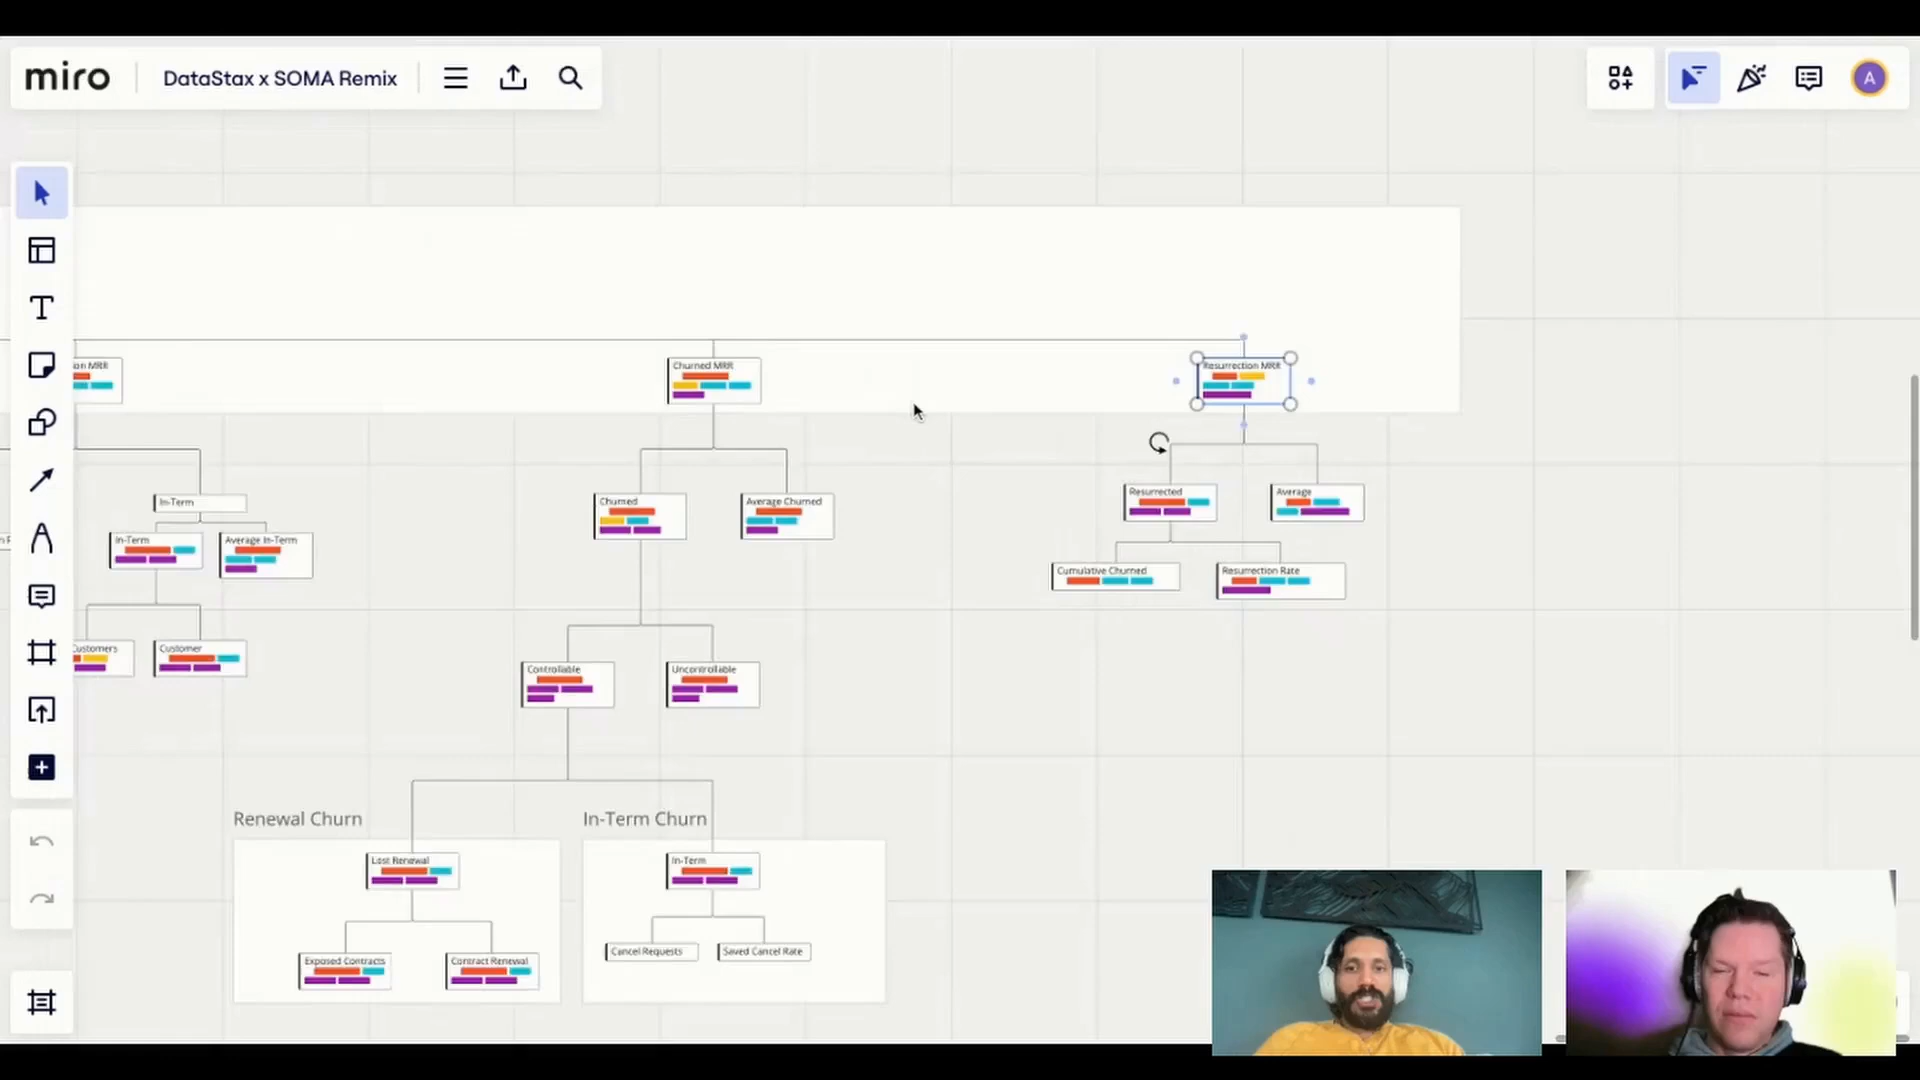 miro
DataStax x SOMA Remix
A
on MRR
Churned MRR
Resurrection MRR
In-Term
Churned
Average Churned
Resurrected
Average
In-Term
Average In-Term
Cumulative Churned
Resurrection Rate
Customers
Customer
Controllable
Uncontrollable
Renewal Churn
In-Term Churn
Lost Renewal
In-Term
Cancel Requests
Saved Cancel Rate
Exposed Contracts
Contract Renewal